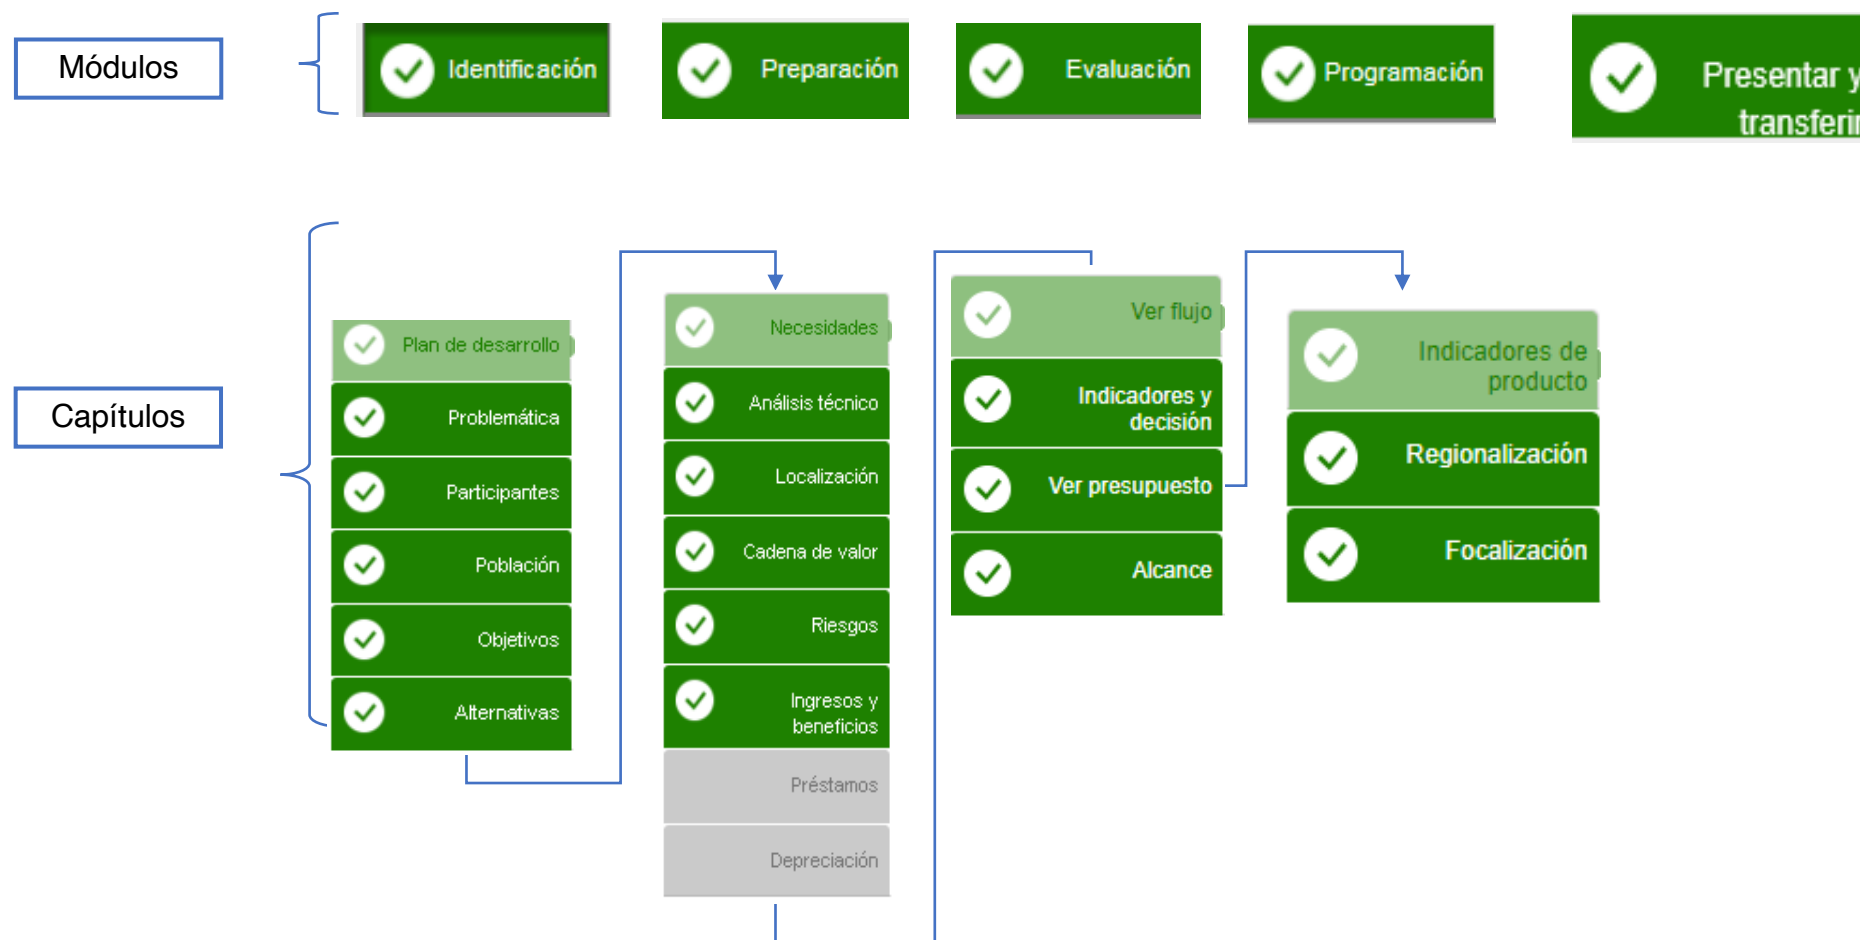 Módulos
Identificación
Preparación
Evaluación
Programación
Presentar y
transferir
Capítulos
Plan de desarrollo
Problemática
Participantes
Población
Objetivos
Alternativas
Necesidades
Análisis técnico
Localización
Cadena de valor
Riesgos
Ingresos y
beneficios
Préstamos
Depreciación
Ver flujo
Indicadores y
decisión
Ver presupuesto
Alcance
Indicadores de
producto
Regionalización
Focalización